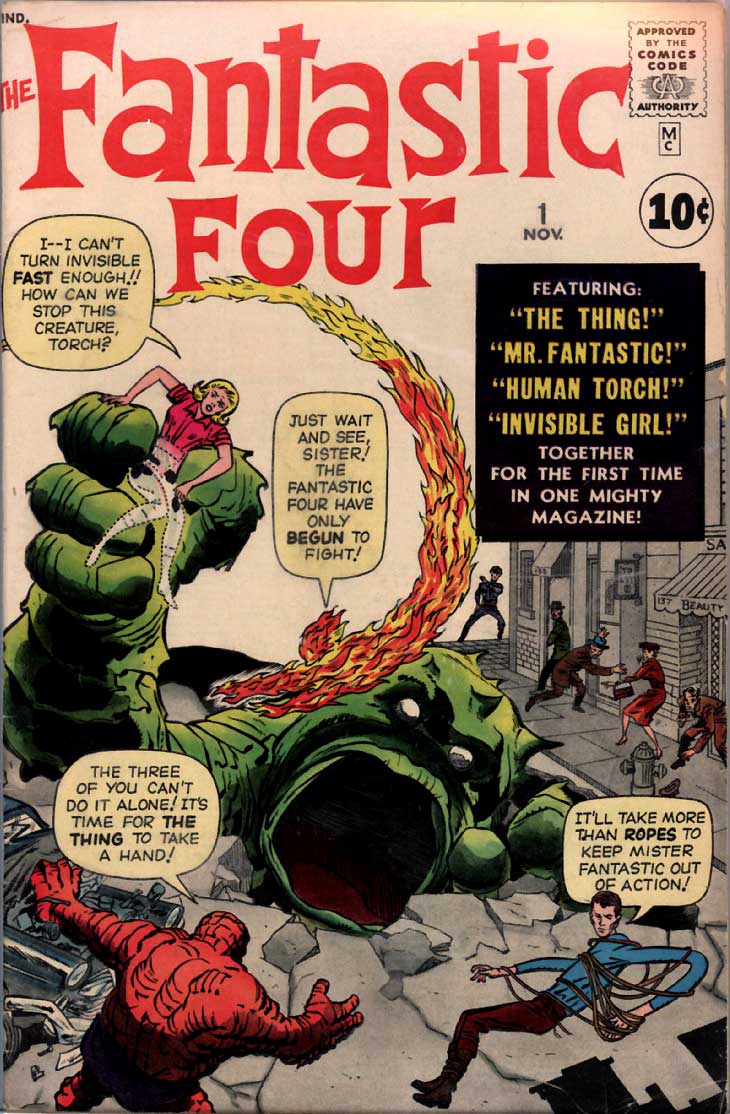 IND.
THE
Fantastic
Four
APPROVED
BY THE
COMICS
CODE
CA
AUTHORITY
M
C
1
NOV.
10¢
I--I CAN'T
TURN INVISIBLE
FAST ENOUGH!!
HOW CAN WE
STOP THIS
CREATURE,
TORCH?
FEATURING:
"THE THING!"
"MR. FANTASTIC!"
"HUMAN TORCH!"
"INVISIBLE GIRL!"
TOGETHER
FOR THE FIRST TIME
IN ONE MIGHTY
MAGAZINE!
JUST WAIT
AND SEE,
SISTER!
THE
FANTASTIC
FOUR HAVE
ONLY
BEGUN TO
FIGHT!
SA
137 BEAUTY
THE THREE
OF YOU CAN'T
DO IT ALONE! IT'S
TIME FOR THE
THING TO TAKE
A HAND!
IT'LL TAKE MORE
THAN ROPES TO
KEEP MISTER
FANTASTIC OUT
OF ACTION!